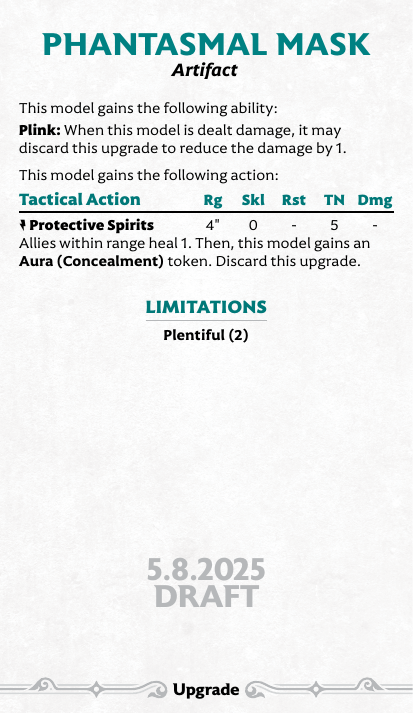 PHANTASMAL MASK
Artifact
This model gains the following ability:
Plink: When this model is dealt damage, it may
discard this upgrade to reduce the damage by 1.
This model gains the following action:
Tactical Action Rg Skl Rst TN Dmg
Protective Spirits 4" 0 - 5 -
Allies within range heal 1. Then, this model gains an
Aura (Concealment) token. Discard this upgrade.
LIMITATIONS
Plentiful (2)
5.8.2025
DRAFT
Upgrade